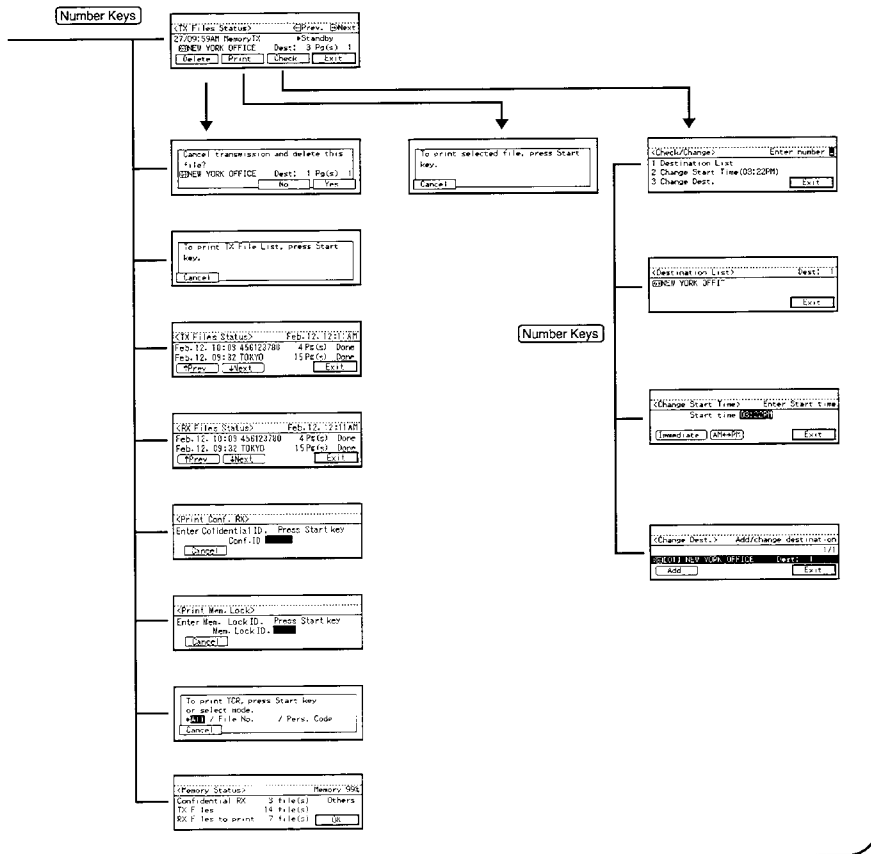 Number Keys
<TX Files Status> Prev. Next
27/09:59AM MemoryTX Standby
NEW YORK OFFICE Dest: 3 Pg(s) 1
Delete Print Check Exit
Cancel transmission and delete this
file?
NEW YORK OFFICE Dest: 1 Pg(s) 1
No Yes
To print selected file, press Start
key.
Cancel
<Check/Change> Enter number
1 Destination List
2 Change Start Time(03:22PM)
3 Change Dest. Exit
To print TX File List, press Start
key.
Cancel
<Destination List> Dest: 1
NEW YORK OFFI
Exit
Number Keys
<TX Files Status> Feb.12. 12:11AM
Feb.12. 10:09 456123780 4 Pg(s) Done
Feb.12. 09:32 TOKYO 15 Pg(s) Done
↑Prev ↓Next Exit
<Change Start Time> Enter Start time
Start time 03:22PM
Immediate AM↔PM Exit
<RX Files Status> Feb.12. 12:11AM
Feb.12. 10:09 456123780 4 Pg(s) Done
Feb.12. 09:32 TOKYO 15 Pg(s) Done
↑Prev ↓Next Exit
<Print Conf. RX>
Enter Colidential ID. Press Start key
Conf.ID
Cancel
<Change Dest.> Add/change destination
1/1
[01] NEW YORK OFFICE Dest: 1
Add Exit
<Print Mem. Lock>
Enter Mem. Lock ID. Press Start key
Mem. Lock ID.
Cancel
To print TCR, press Start key
or select mode.
All / File No. / Pers. Code
Cancel
<Memory Status> Memory 99%
Confidential RX 3 file(s) Others
TX Files 14 file(s)
RX Files to print 7 file(s) OK